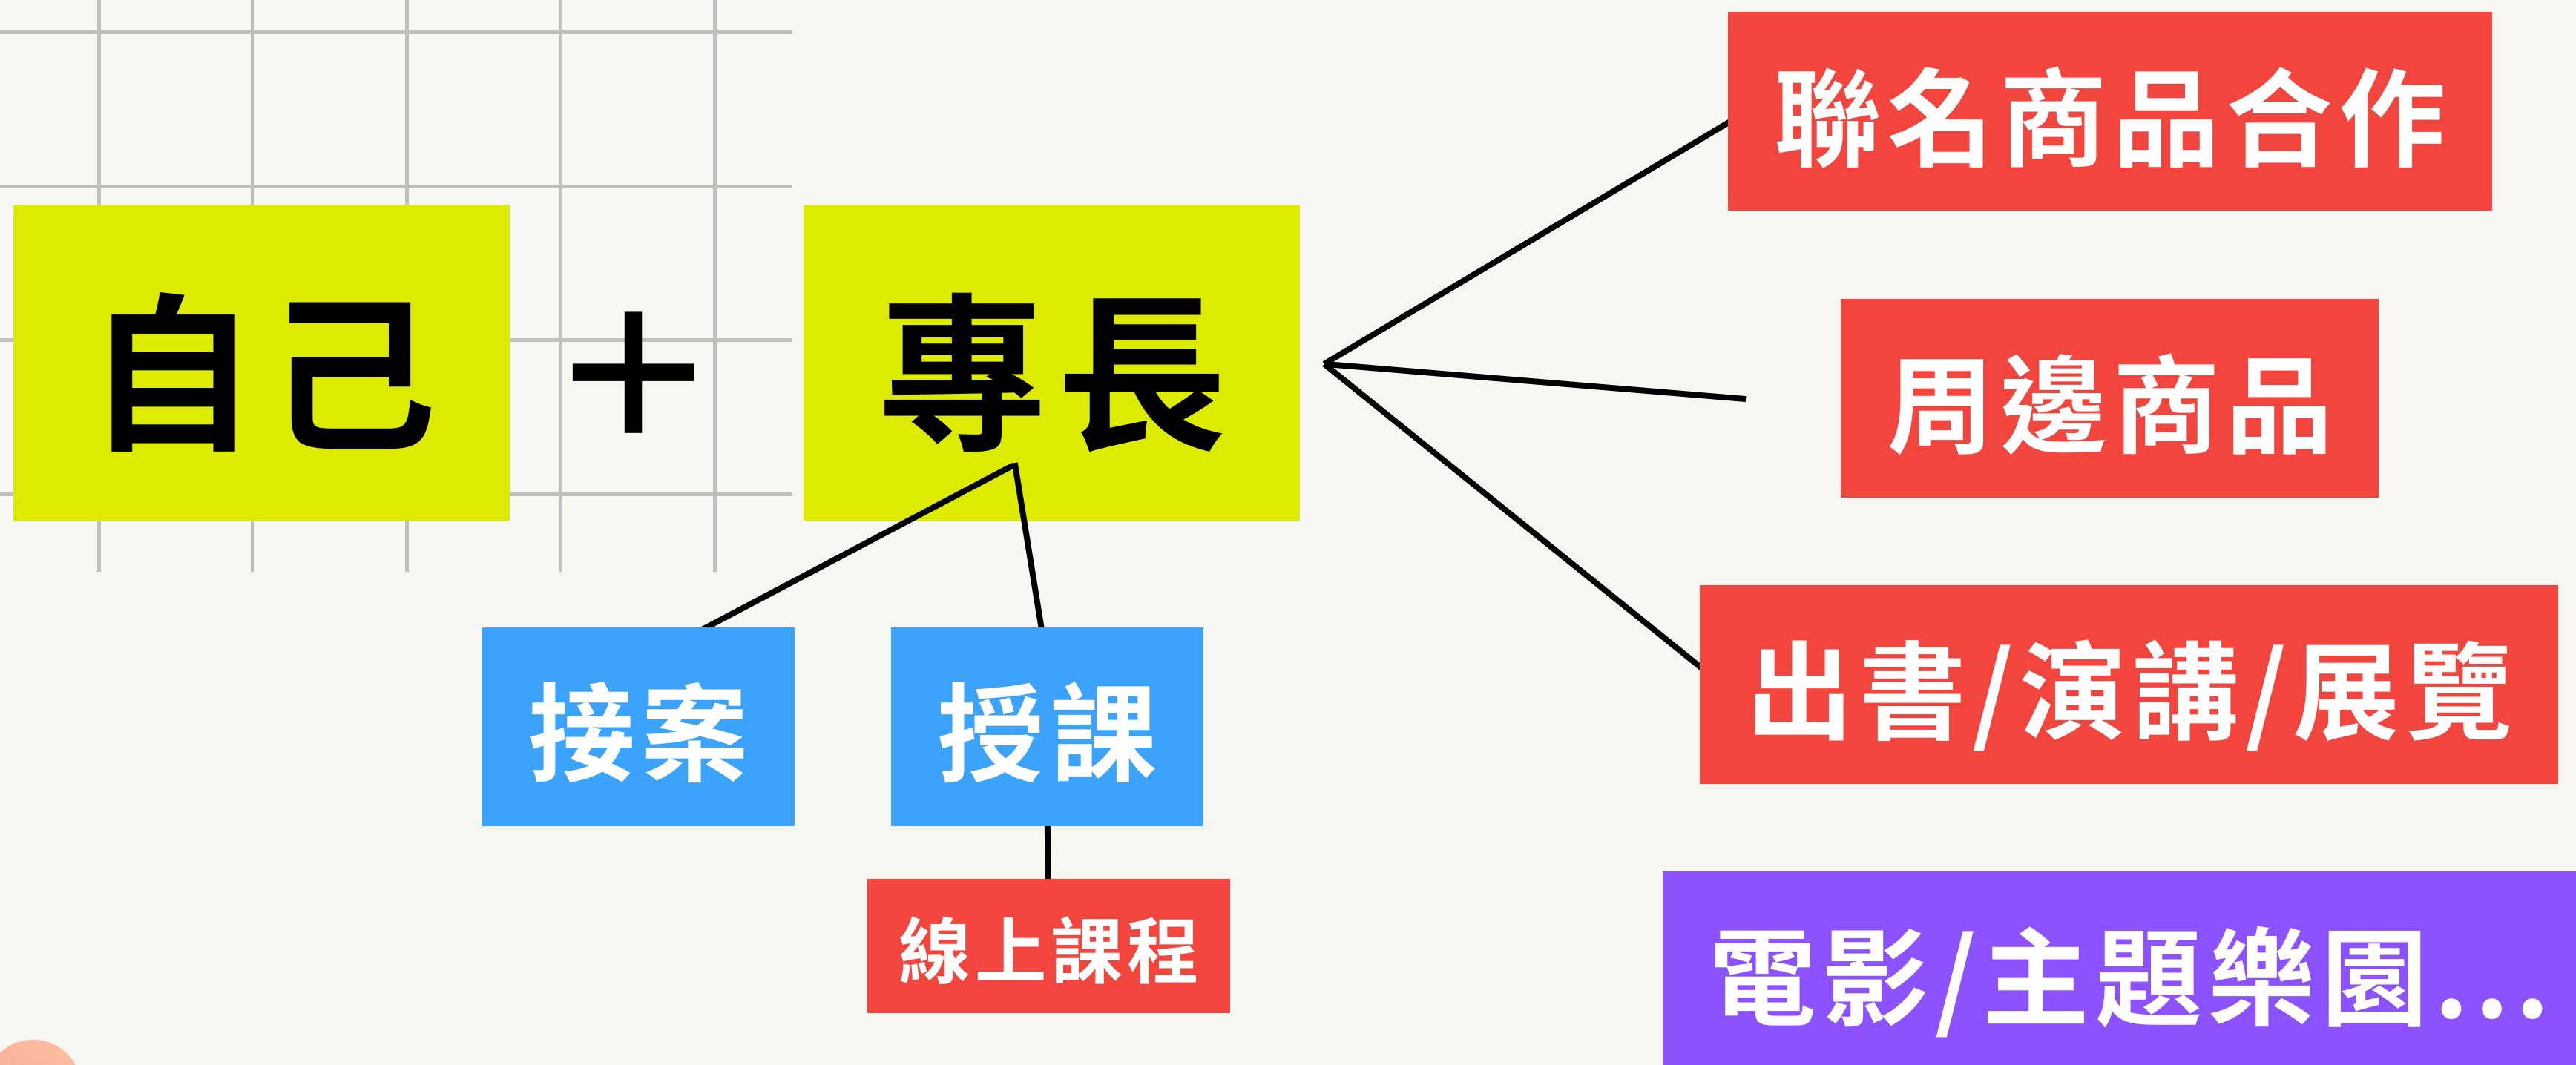 自己
+
專長
接案
授課
線上課程
聯名商品合作
周邊商品
出書/演講/展覽
電影/主題樂園...